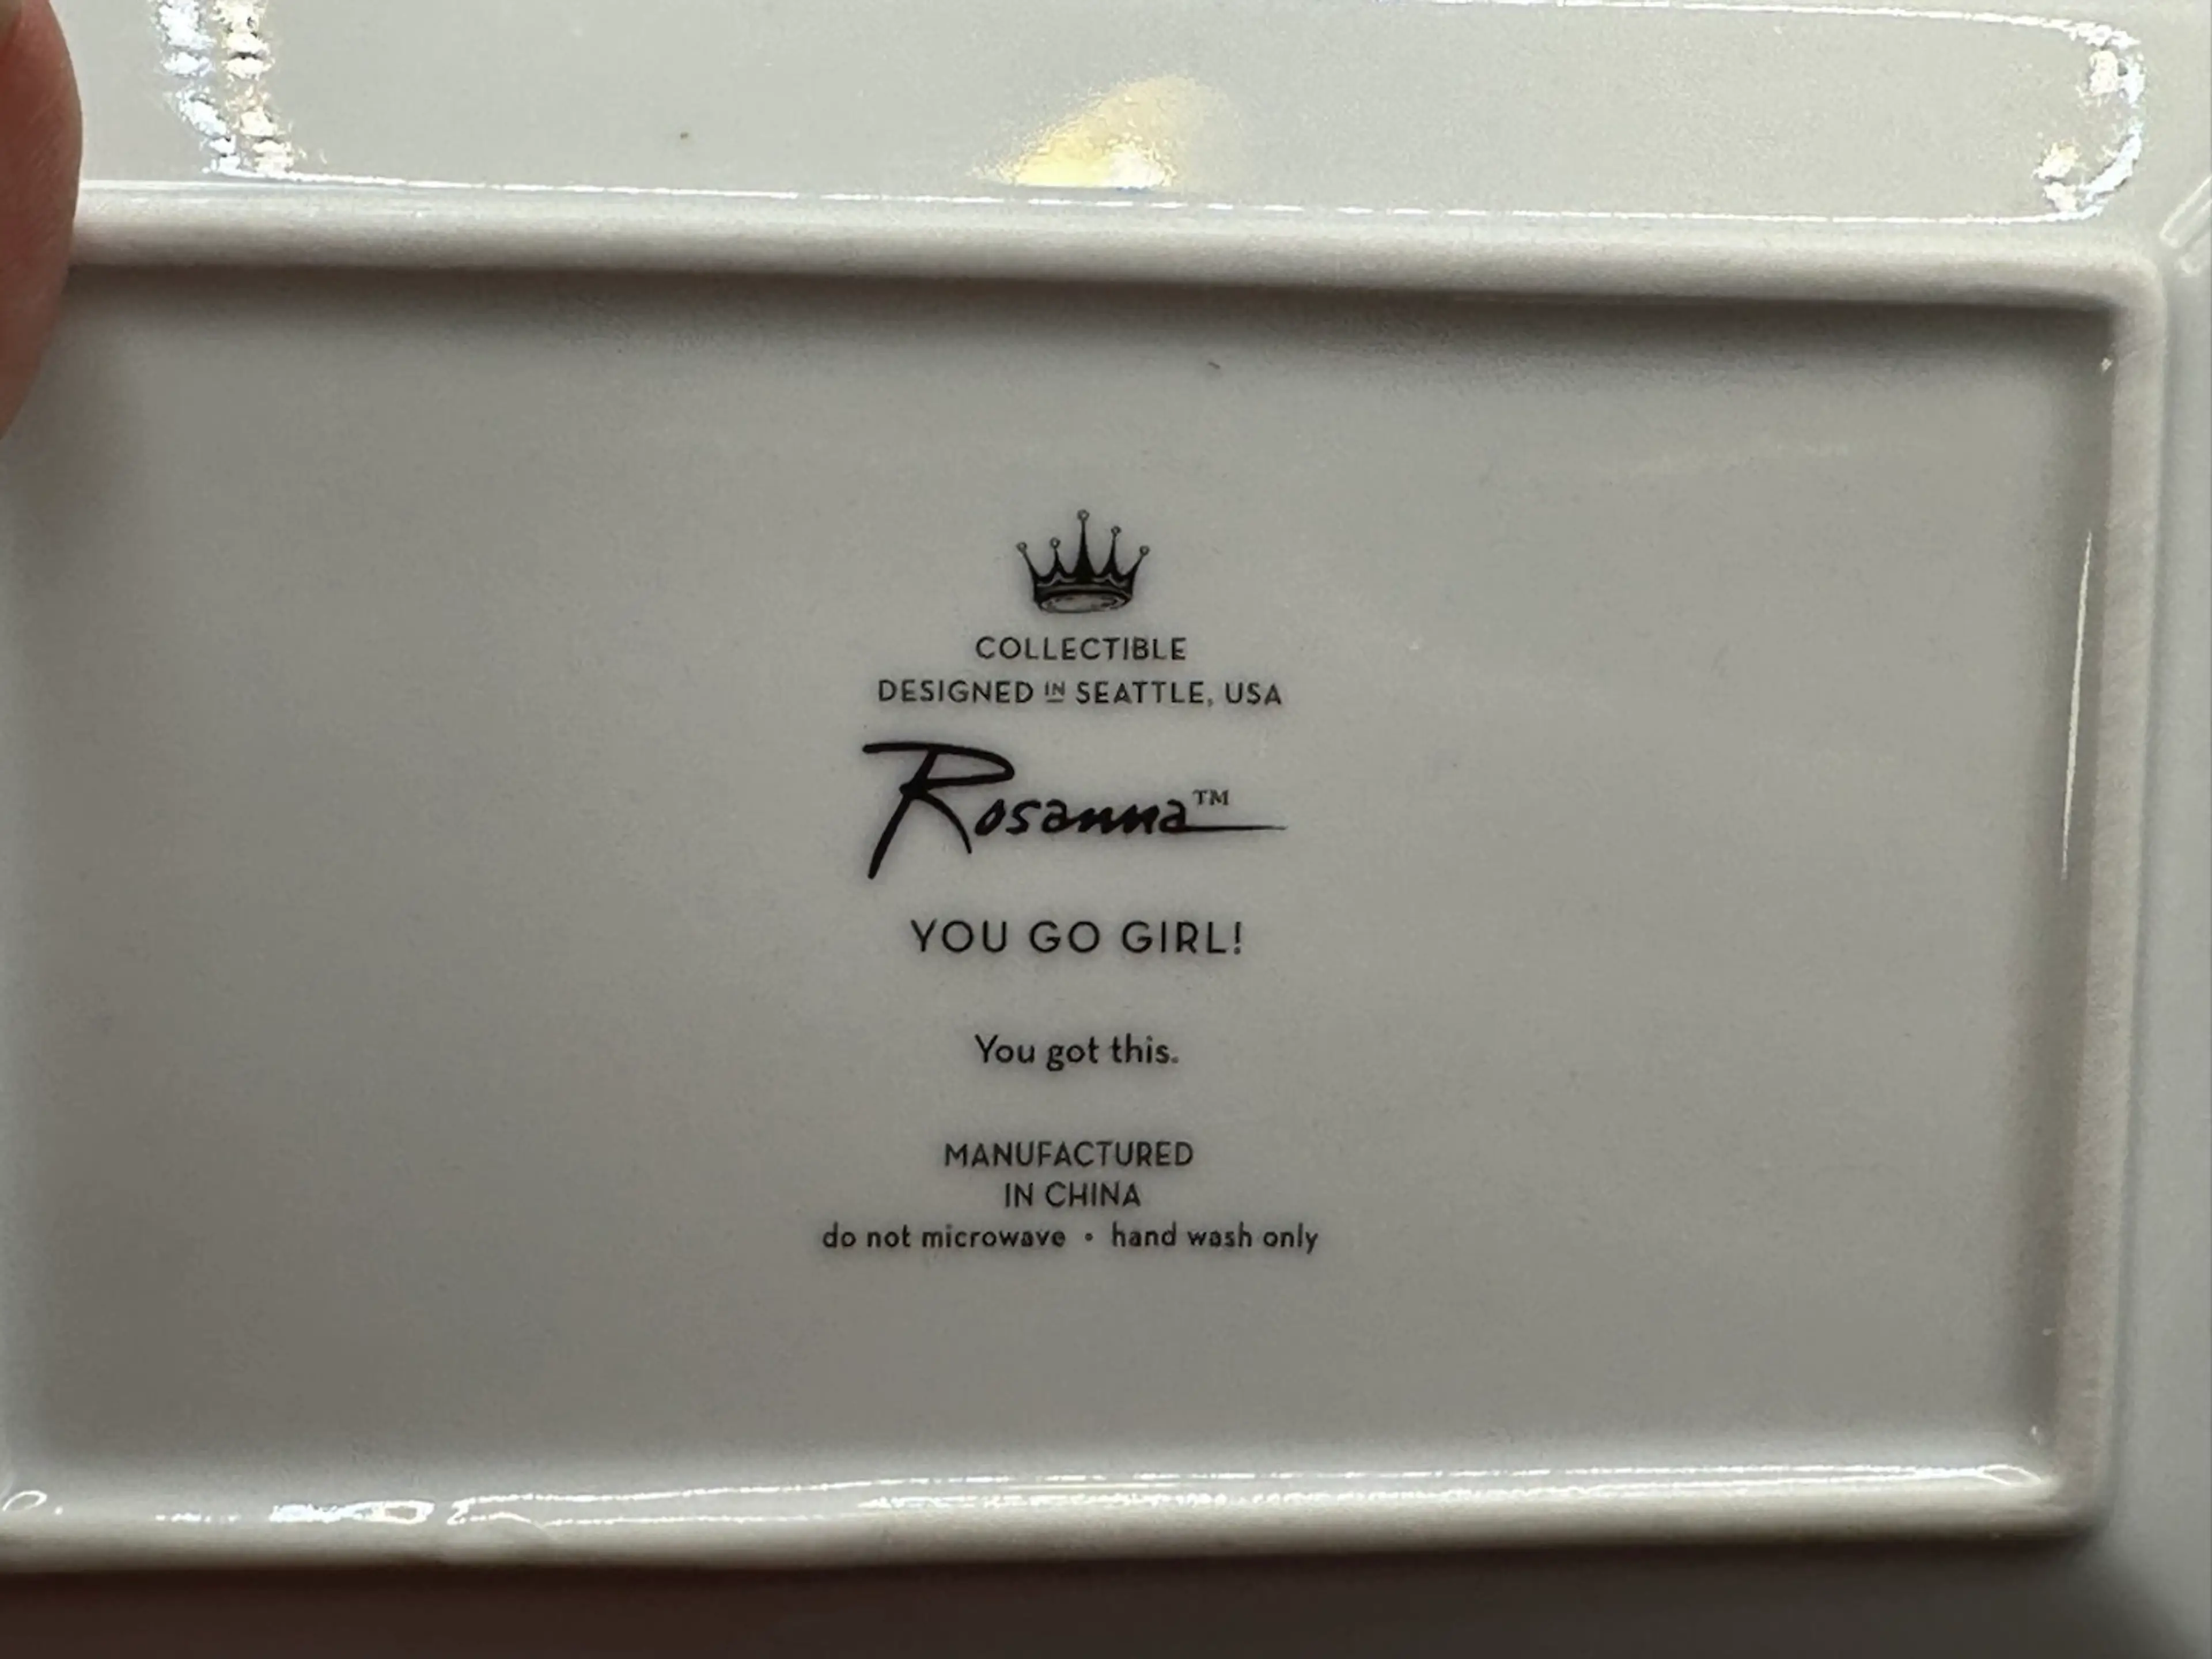 COLLECTIBLE
DESIGNED IN SEATTLE, USA
Rosanna™
YOU GO GIRL!
You got this.
MANUFACTURED
IN CHINA
do not microwave • hand wash only